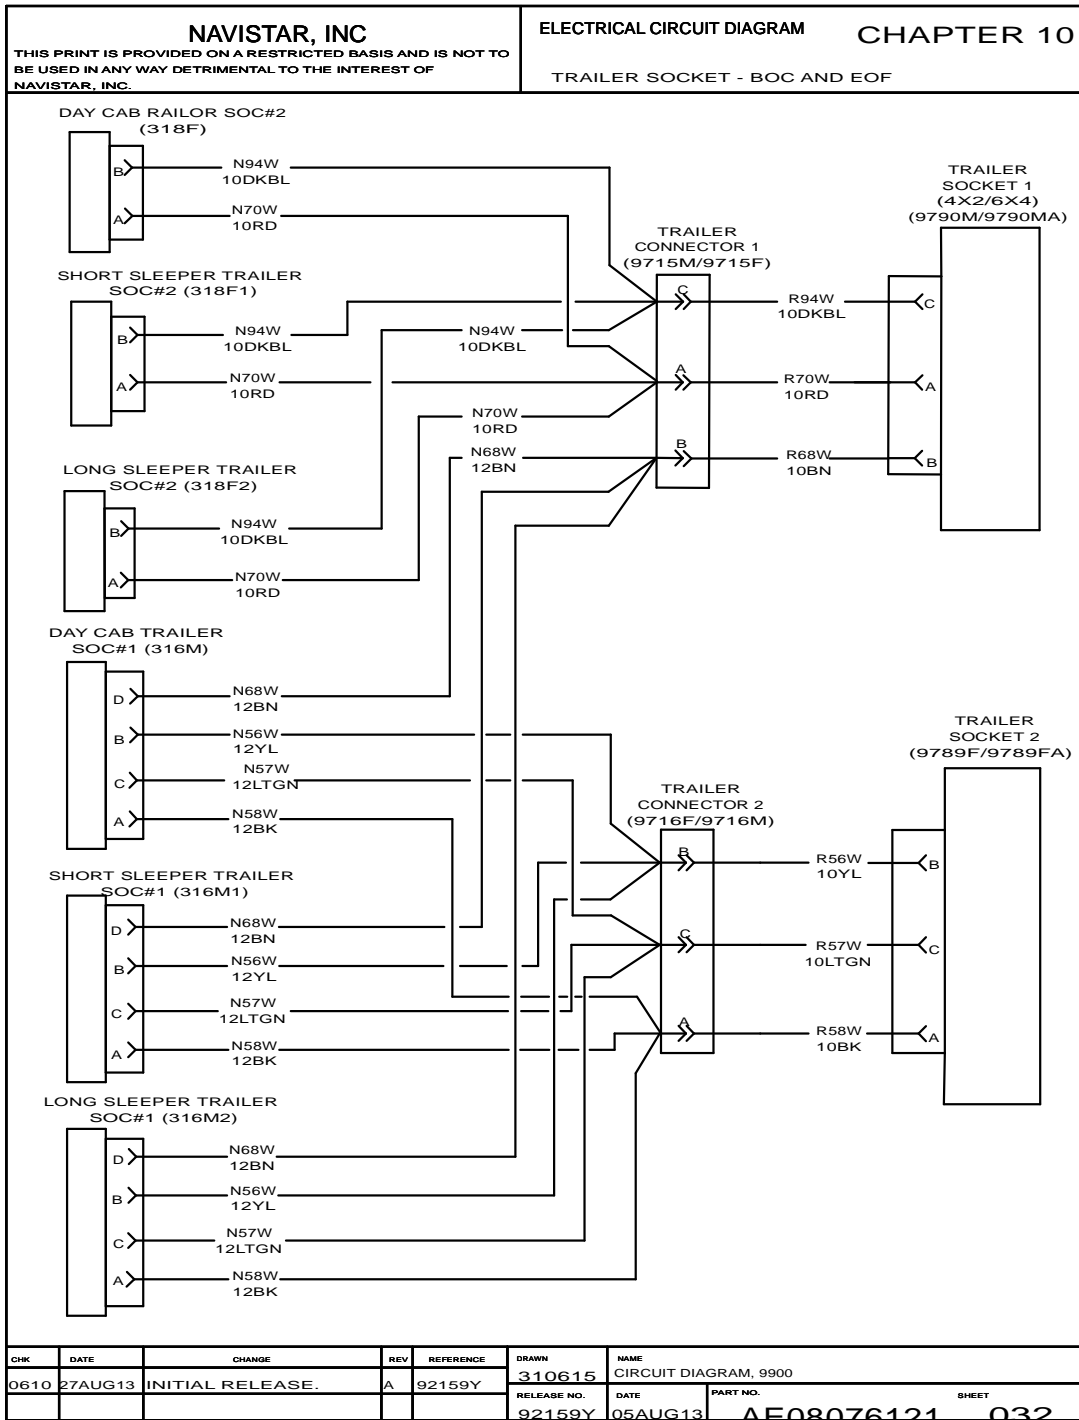 NAVISTAR, INC
THIS PRINT IS PROVIDED ON A RESTRICTED BASIS AND IS NOT TO
BE USED IN ANY WAY DETRIMENTAL TO THE INTEREST OF
NAVISTAR, INC.
ELECTRICAL CIRCUIT DIAGRAM
CHAPTER 10
TRAILER SOCKET - BOC AND EOF
DAY CAB RAILOR SOC#2
(318F)
B
N94W
10DKBL
A
N70W
10RD
SHORT SLEEPER TRAILER
SOC#2 (318F1)
B
N94W
10DKBL
A
N70W
10RD
N94W
10DKBL
N70W
10RD
N68W
12BN
LONG SLEEPER TRAILER
SOC#2 (318F2)
B
N94W
10DKBL
A
N70W
10RD
TRAILER
CONNECTOR 1
(9715M/9715F)
C
A
B
R94W
10DKBL
R70W
10RD
R68W
10BN
TRAILER
SOCKET 1
(4X2/6X4)
(9790M/9790MA)
C
A
B
DAY CAB TRAILER
SOC#1 (316M)
D
N68W
12BN
B
N56W
12YL
C
N57W
12LTGN
A
N58W
12BK
SHORT SLEEPER TRAILER
SOC#1 (316M1)
D
N68W
12BN
B
N56W
12YL
C
N57W
12LTGN
A
N58W
12BK
LONG SLEEPER TRAILER
SOC#1 (316M2)
D
N68W
12BN
B
N56W
12YL
C
N57W
12LTGN
A
N58W
12BK
TRAILER
CONNECTOR 2
(9716F/9716M)
B
C
A
R56W
10YL
R57W
10LTGN
R58W
10BK
TRAILER
SOCKET 2
(9789F/9789FA)
B
C
A
CHK DATE CHANGE REV REFERENCE
0610 27AUG13 INITIAL RELEASE. A 92159Y
DRAWN
310615
NAME
CIRCUIT DIAGRAM, 9900
RELEASE NO.
92159Y
DATE
05AUG13
PART NO.
AE08076121
SHEET
032